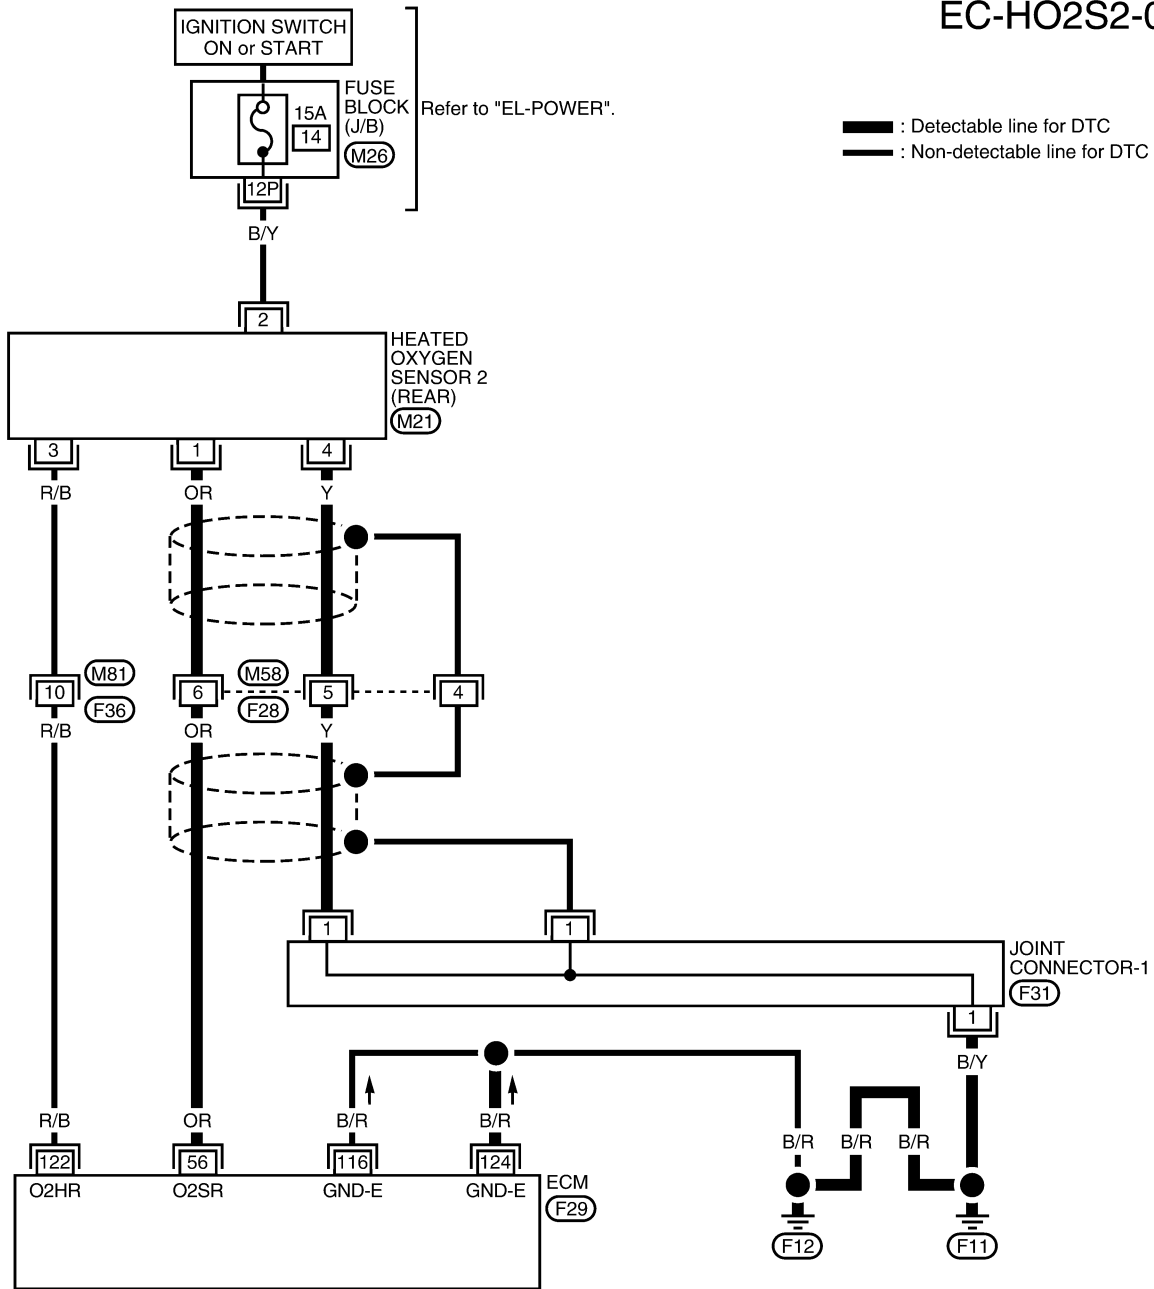 EC-HO2S2-0
IGNITION SWITCH
ON or START
FUSE
BLOCK
(J/B)
M26
15A
14
Refer to "EL-POWER".
: Detectable line for DTC
: Non-detectable line for DTC
12P
B/Y
2
HEATED
OXYGEN
SENSOR 2
(REAR)
M21
3
1
4
R/B
OR
Y
M81
M58
10
6
5
4
F36
F28
R/B
OR
Y
1
1
JOINT
CONNECTOR-1
F31
1
B/Y
R/B
OR
B/R
B/R
B/R
B/R
B/R
122
56
116
124
O2HR
O2SR
GND-E
GND-E
ECM
F29
F12
F11